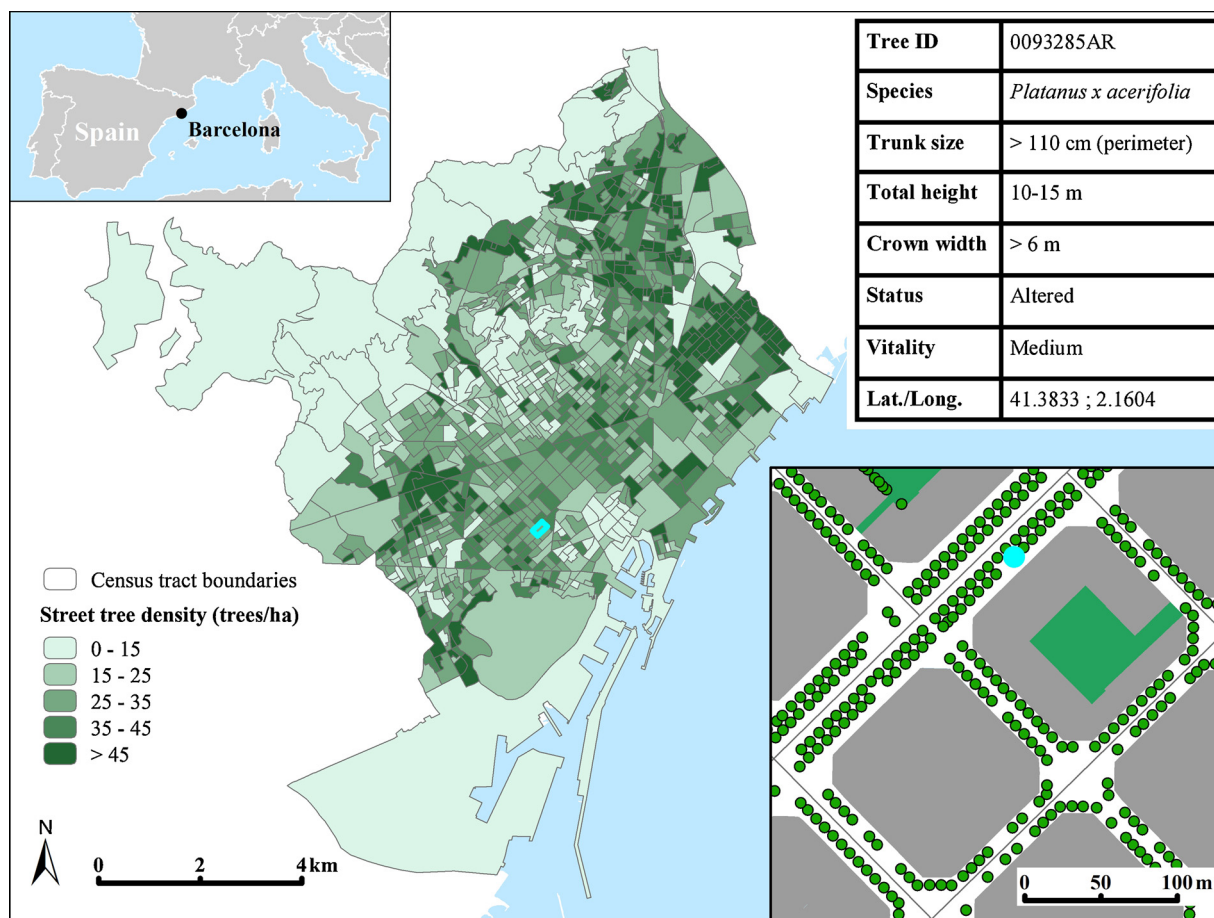 Spain
Barcelona
Tree ID 0093285AR
Species Platanus x acerifolia
Trunk size > 110 cm (perimeter)
Total height 10-15 m
Crown width > 6 m
Status Altered
Vitality Medium
Lat./Long. 41.3833 ; 2.1604
Census tract boundaries
Street tree density (trees/ha)
0 - 15
15 - 25
25 - 35
35 - 45
> 45
N
0 2 4 km
0 50 100 m